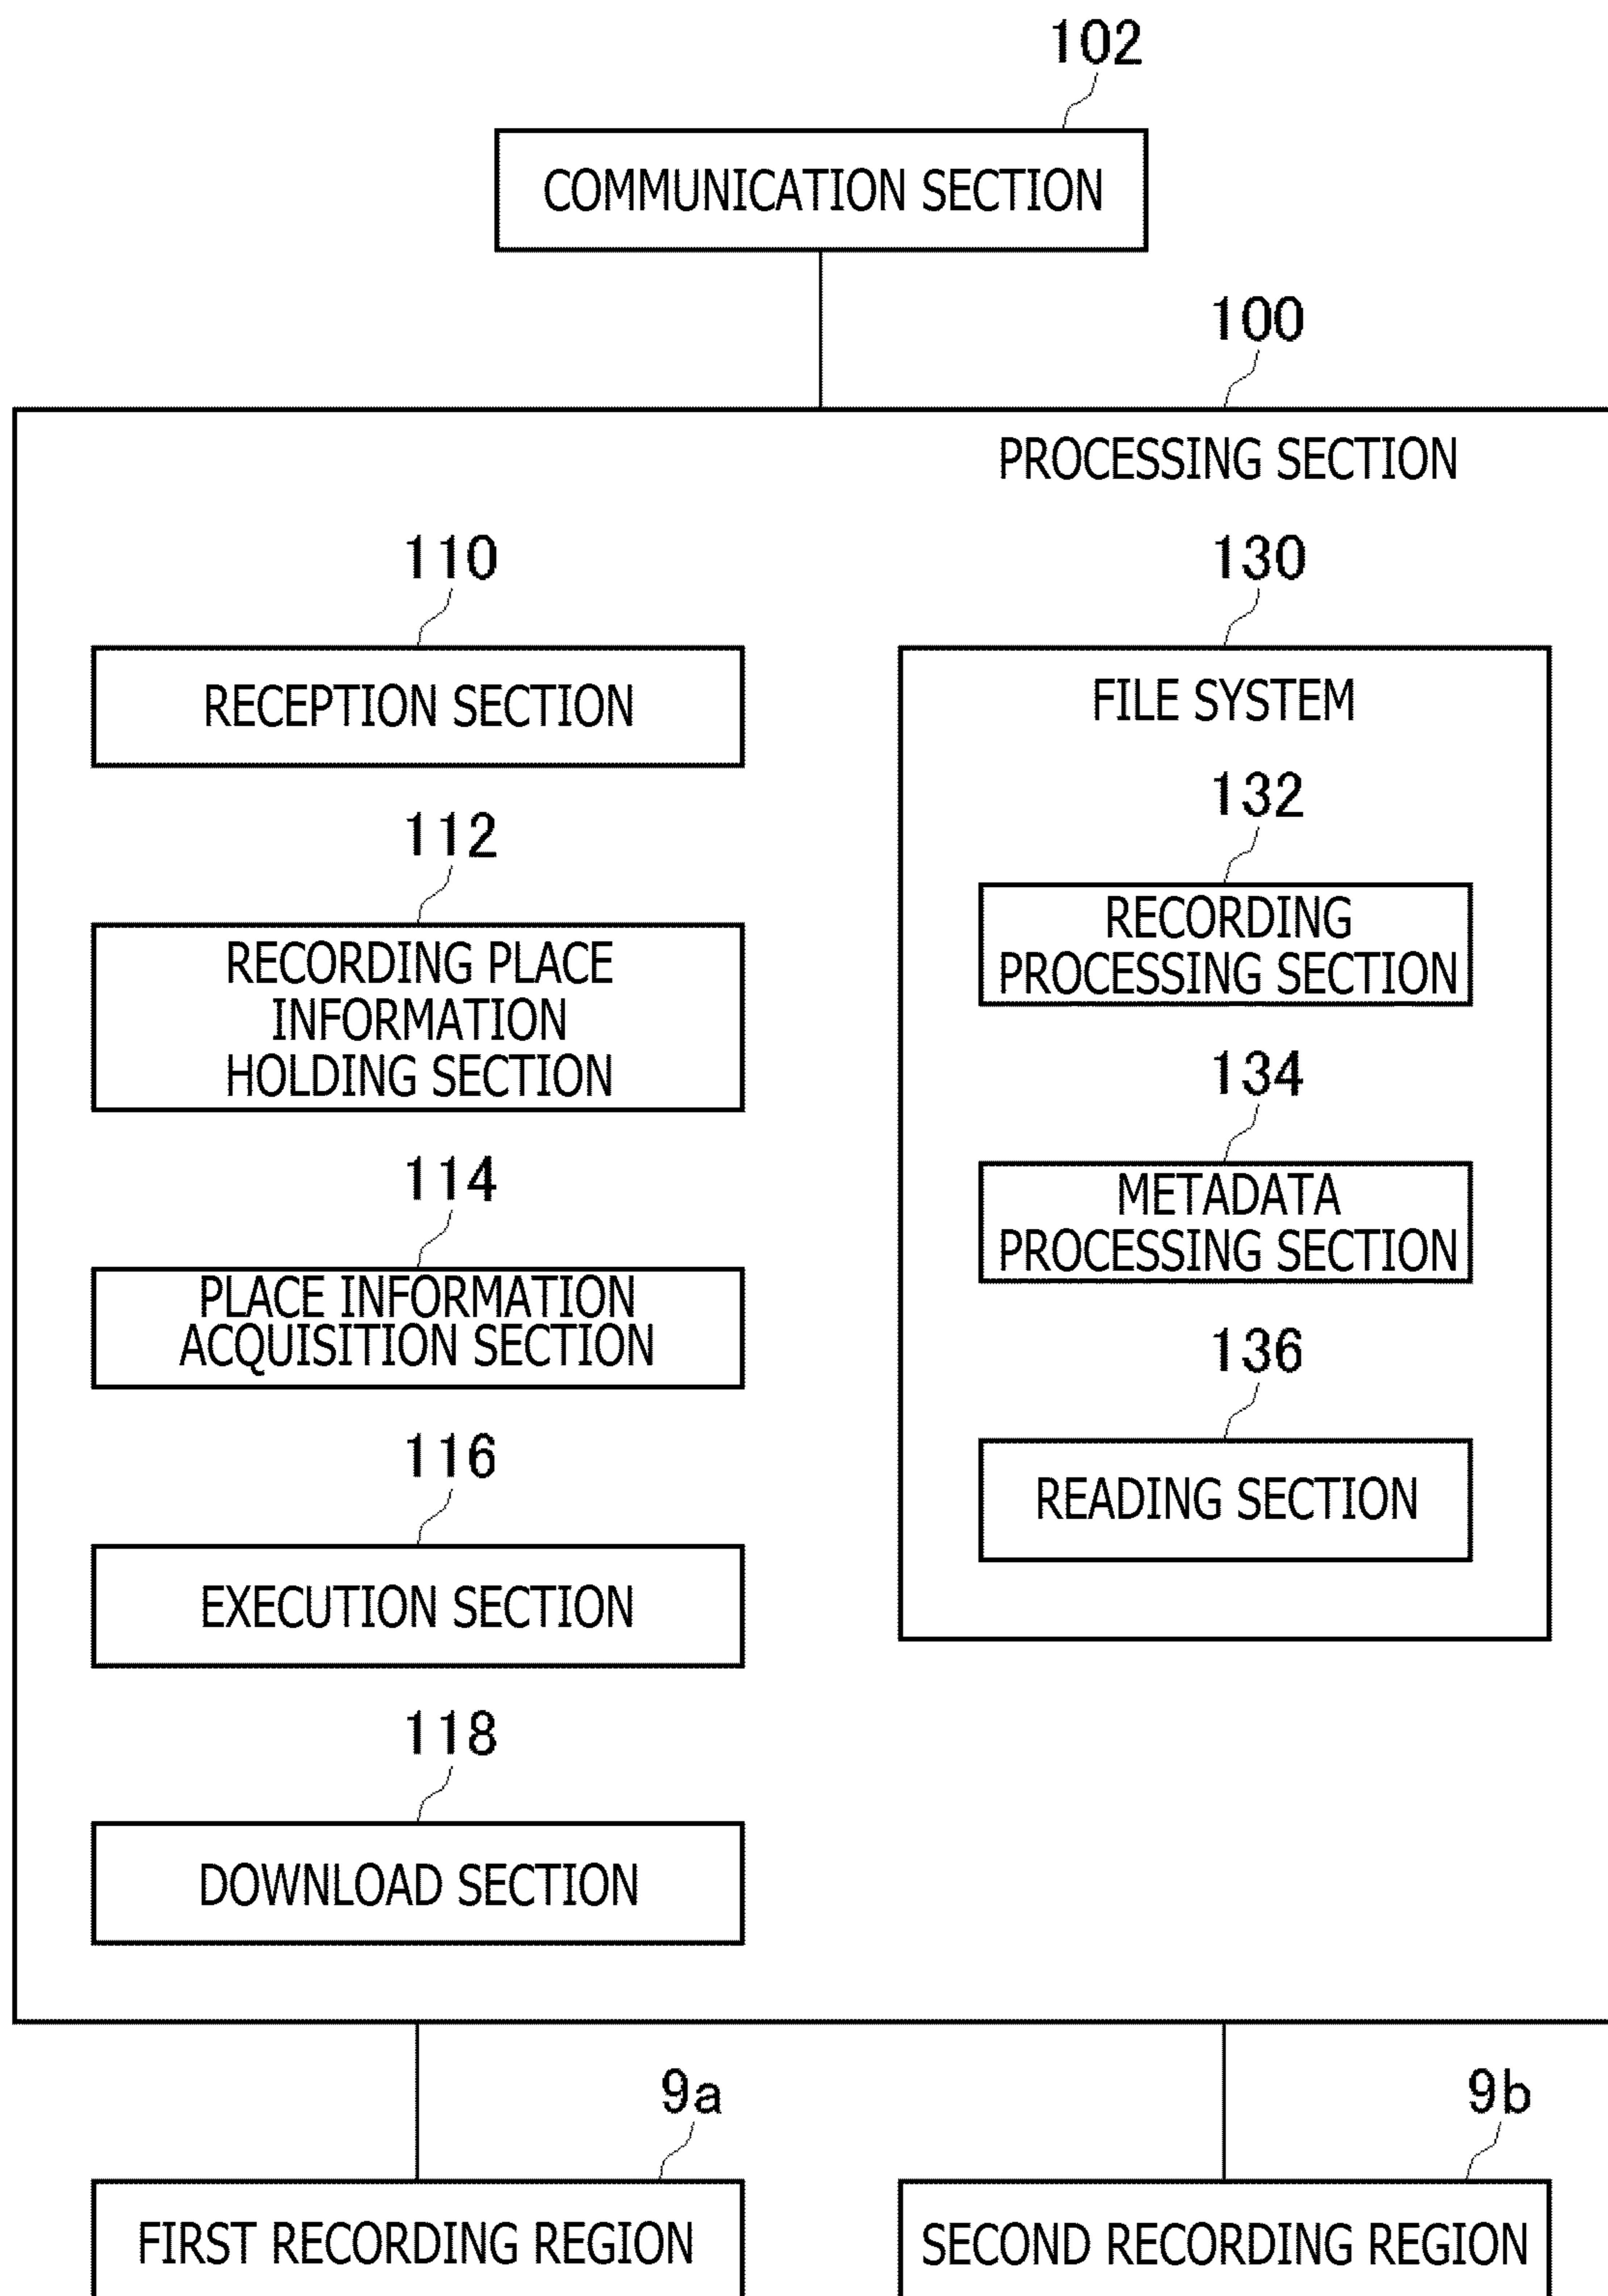 102
COMMUNICATION SECTION
100
PROCESSING SECTION
110
RECEPTION SECTION
112
RECORDING PLACE
INFORMATION
HOLDING SECTION
114
PLACE INFORMATION
ACQUISITION SECTION
116
EXECUTION SECTION
118
DOWNLOAD SECTION
130
FILE SYSTEM
132
RECORDING
PROCESSING SECTION
134
METADATA
PROCESSING SECTION
136
READING SECTION
9a
FIRST RECORDING REGION
9b
SECOND RECORDING REGION